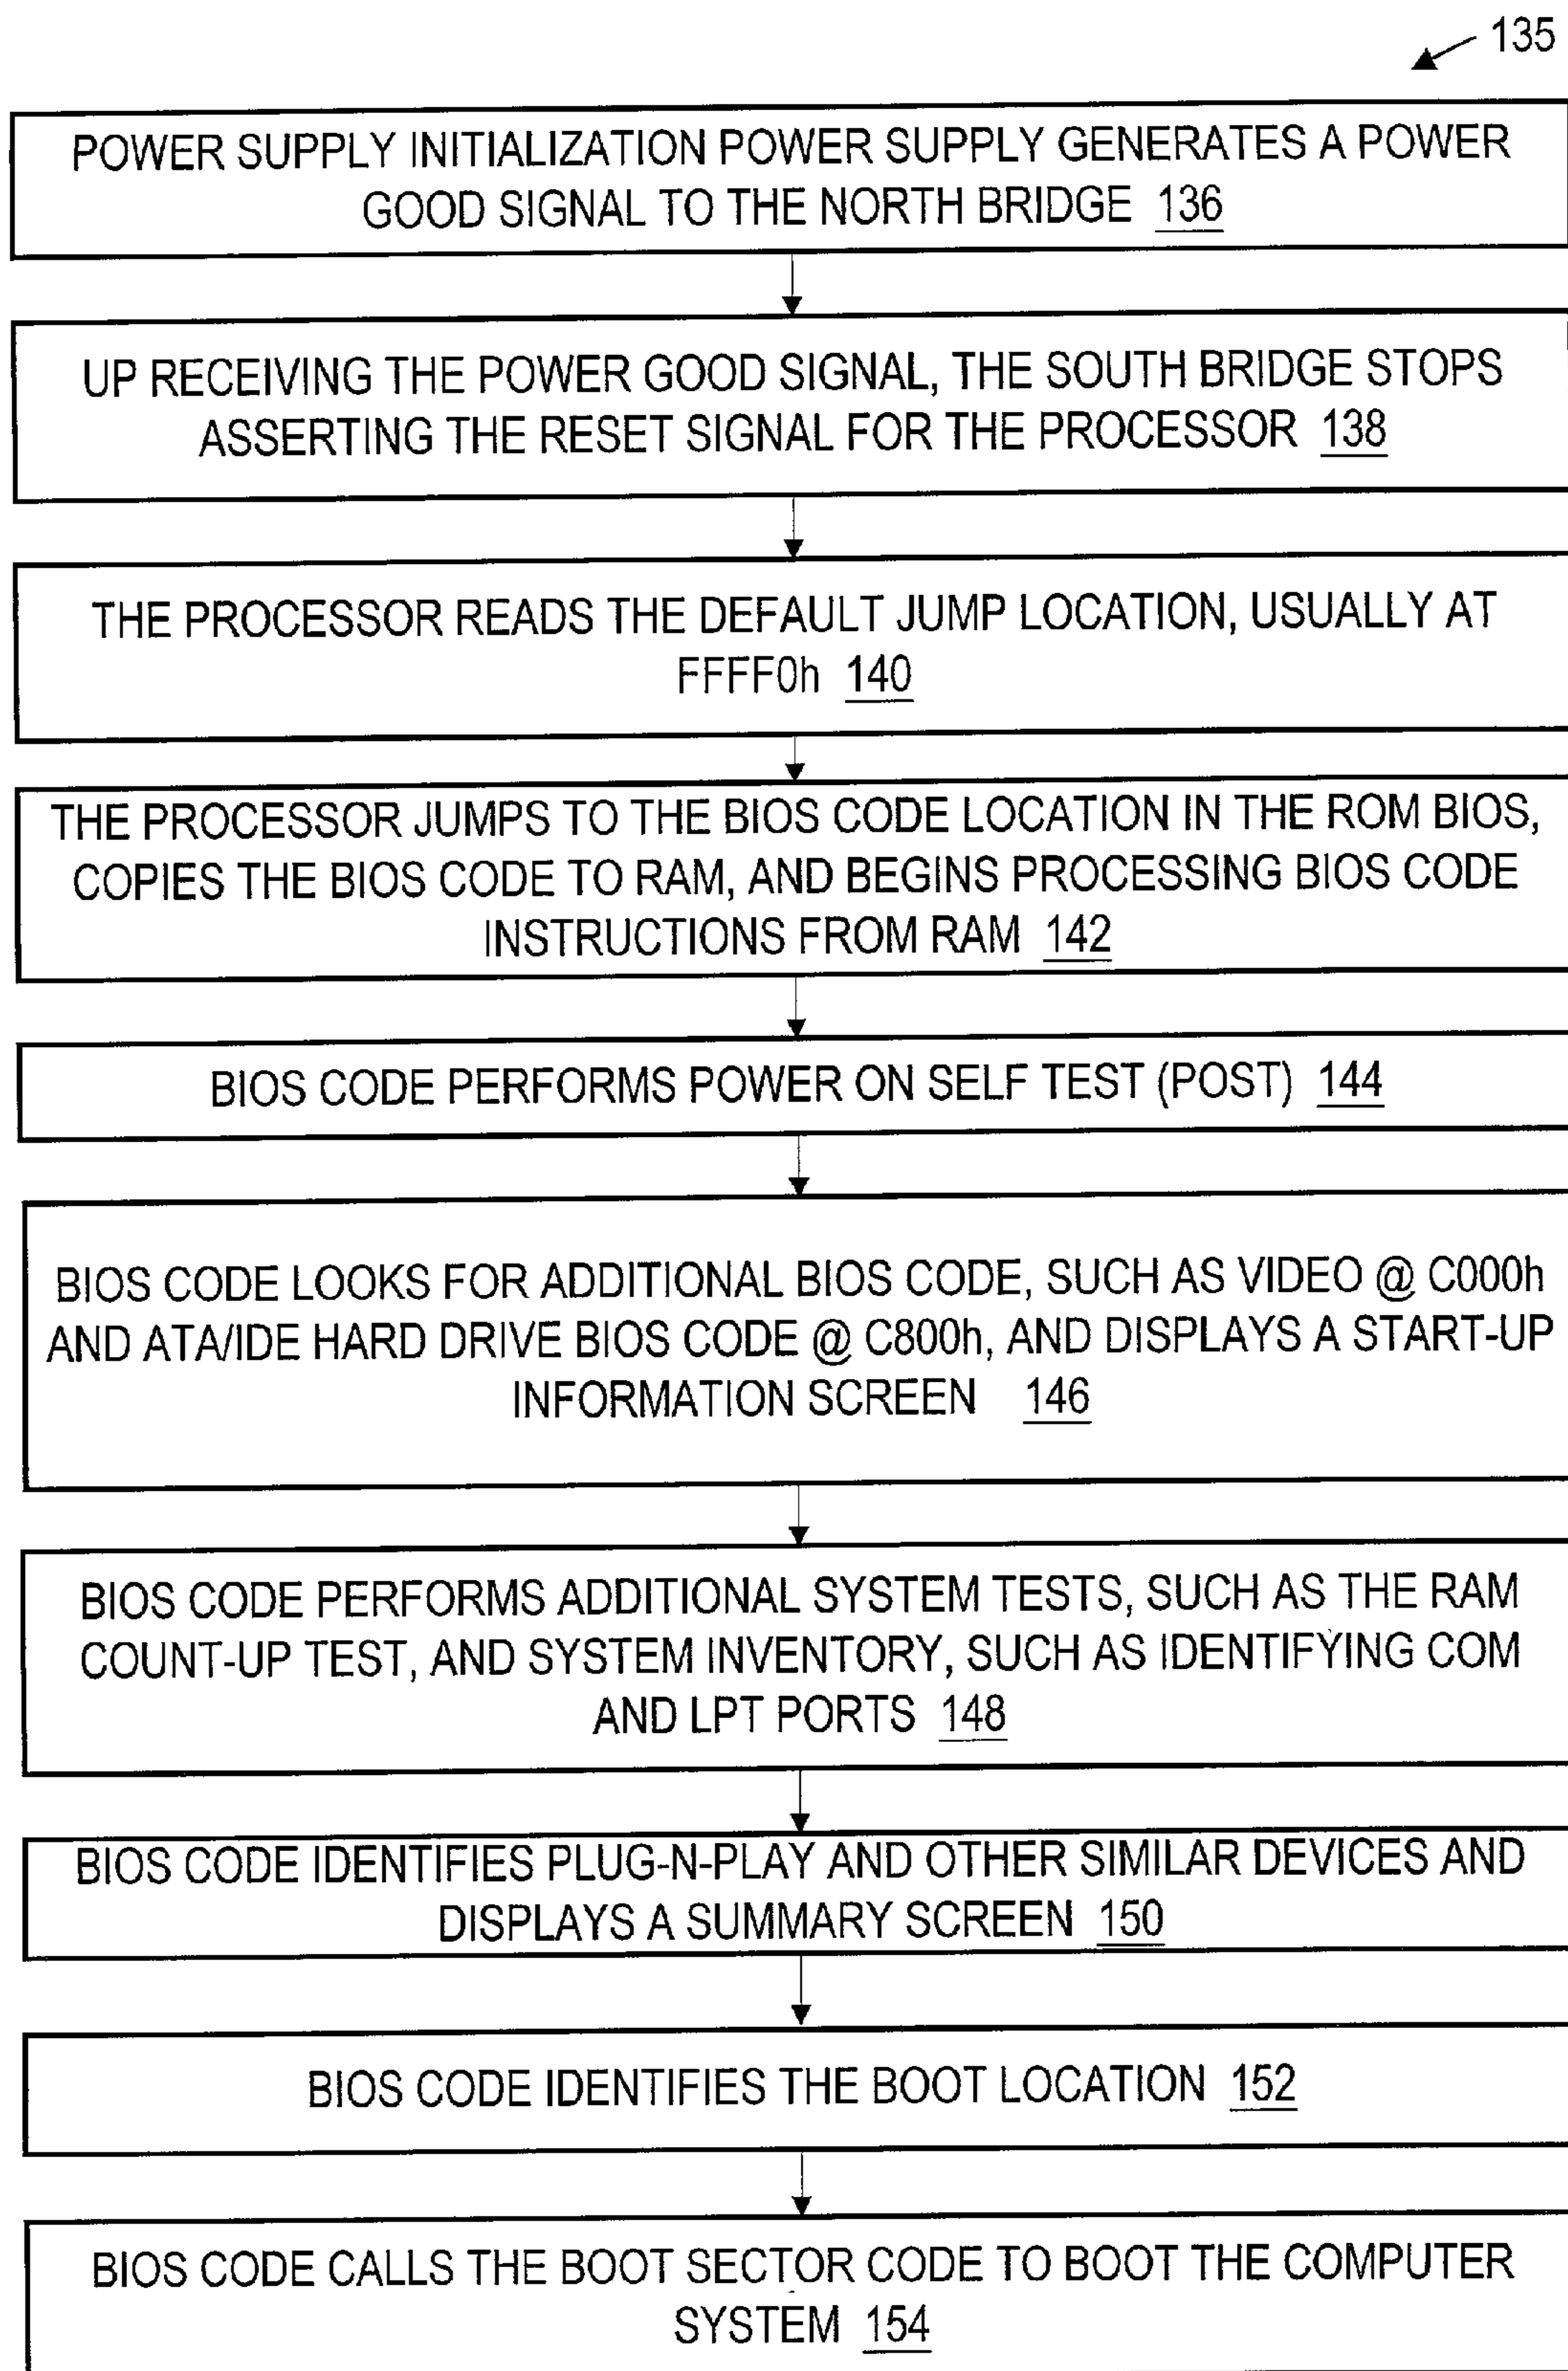 135
POWER SUPPLY INITIALIZATION POWER SUPPLY GENERATES A POWER
GOOD SIGNAL TO THE NORTH BRIDGE 136
UP RECEIVING THE POWER GOOD SIGNAL, THE SOUTH BRIDGE STOPS
ASSERTING THE RESET SIGNAL FOR THE PROCESSOR 138
THE PROCESSOR READS THE DEFAULT JUMP LOCATION, USUALLY AT
FFFF0h 140
THE PROCESSOR JUMPS TO THE BIOS CODE LOCATION IN THE ROM BIOS,
COPIES THE BIOS CODE TO RAM, AND BEGINS PROCESSING BIOS CODE
INSTRUCTIONS FROM RAM 142
BIOS CODE PERFORMS POWER ON SELF TEST (POST) 144
BIOS CODE LOOKS FOR ADDITIONAL BIOS CODE, SUCH AS VIDEO @ C000h
AND ATA/IDE HARD DRIVE BIOS CODE @ C800h, AND DISPLAYS A START-UP
INFORMATION SCREEN 146
BIOS CODE PERFORMS ADDITIONAL SYSTEM TESTS, SUCH AS THE RAM
COUNT-UP TEST, AND SYSTEM INVENTORY, SUCH AS IDENTIFYING COM
AND LPT PORTS 148
BIOS CODE IDENTIFIES PLUG-N-PLAY AND OTHER SIMILAR DEVICES AND
DISPLAYS A SUMMARY SCREEN 150
BIOS CODE IDENTIFIES THE BOOT LOCATION 152
BIOS CODE CALLS THE BOOT SECTOR CODE TO BOOT THE COMPUTER
SYSTEM 154